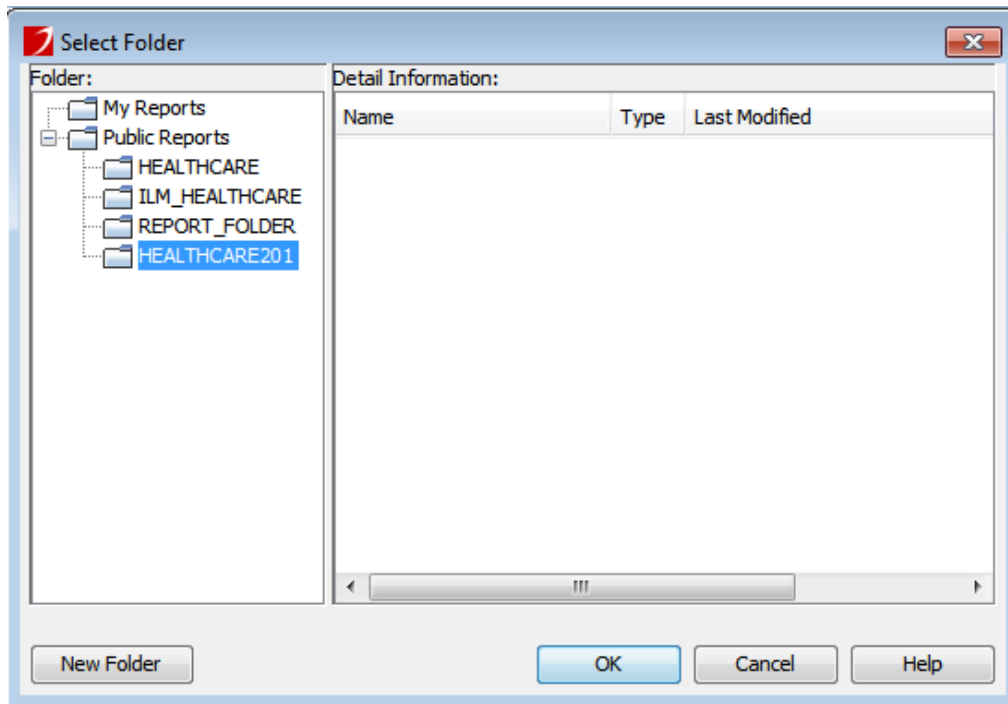 Select Folder
Folder:
Detail Information:
My Reports
Public Reports
HEALTHCARE
ILM_HEALTHCARE
REPORT_FOLDER
HEALTHCARE201
Name Type Last Modified
New Folder OK Cancel Help